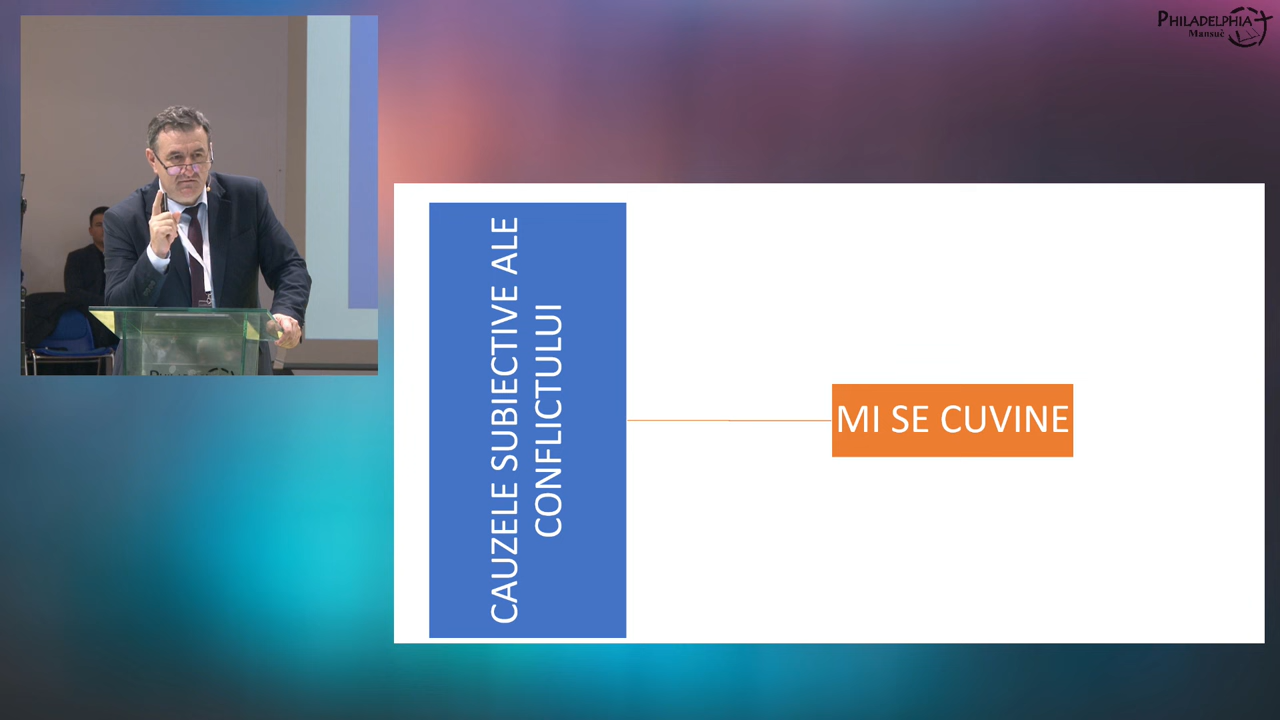 PHILADELPHIA
Mansuè
CAUZELE SUBIECTIVE ALE
CONFLICTULUI
MI SE CUVINE